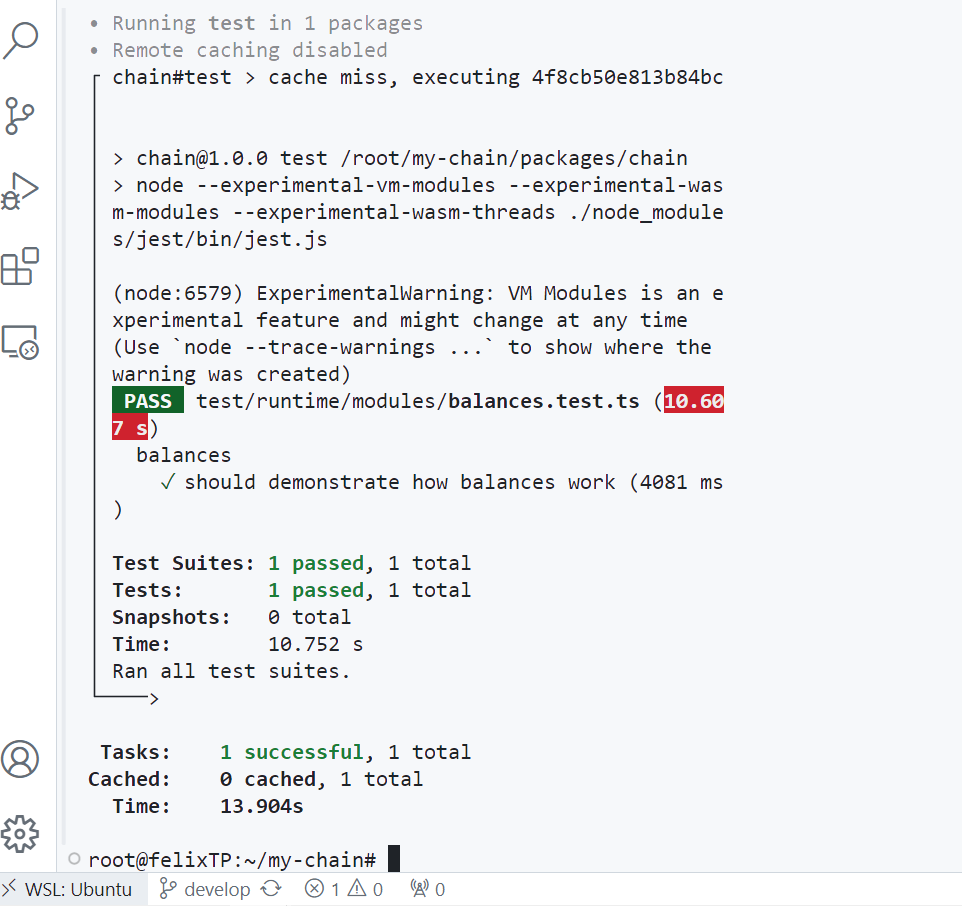 • Running test in 1 packages
• Remote caching disabled
chain#test > cache miss, executing 4f8cb50e813b84bc
> chain@1.0.0 test /root/my-chain/packages/chain
> node --experimental-vm-modules --experimental-was
m-modules --experimental-wasm-threads ./node_module
s/jest/bin/jest.js
(node:6579) ExperimentalWarning: VM Modules is an e
xperimental feature and might change at any time
(Use `node --trace-warnings ...` to show where the
warning was created)
PASS test/runtime/modules/balances.test.ts (10.60
7 s)
balances
✓ should demonstrate how balances work (4081 ms
)
Test Suites: 1 passed, 1 total
Tests: 1 passed, 1 total
Snapshots: 0 total
Time: 10.752 s
Ran all test suites.
Tasks: 1 successful, 1 total
Cached: 0 cached, 1 total
Time: 13.904s
root@felixTP:~/my-chain#
WSL: Ubuntu develop 1 0 0